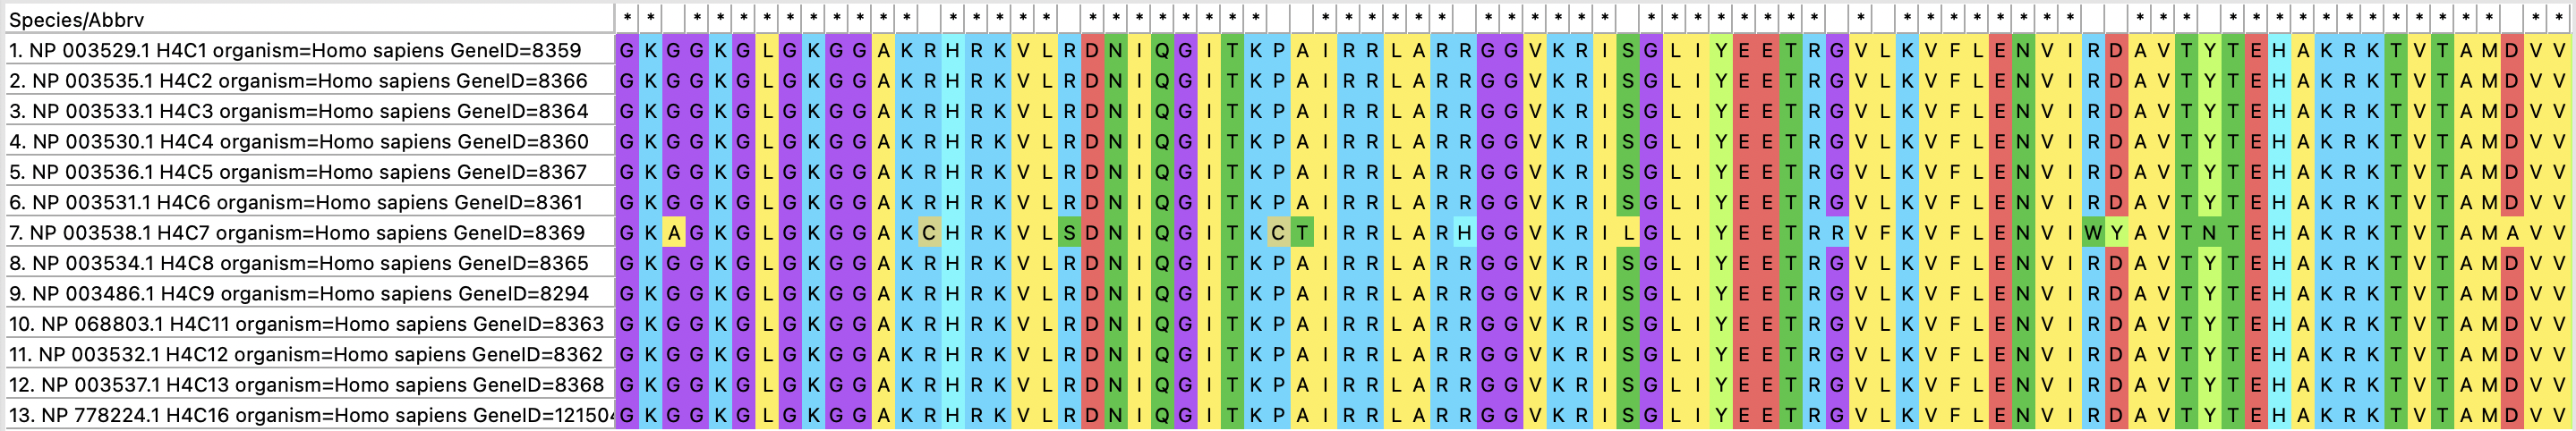 Species/Abbrv * *   * * * * * * * * * *   * * * * *   * * * * * * * *     * * * * * *   * * * * * *   * * * * * * * *   *   * * * * * * * *     * * *   * * * * * * * * * * * *   * *
1. NP 003529.1 H4C1 organism=Homo sapiens GeneID=8359 G K G G K G L G K G G A K R H R K V L R D N I Q G I T K P A I R R L A R R G G V K R I S G L I Y E E T R G V L K V F L E N V I R D A V T Y T E H A K R K T V T A M D V V
2. NP 003535.1 H4C2 organism=Homo sapiens GeneID=8366 G K G G K G L G K G G A K R H R K V L R D N I Q G I T K P A I R R L A R R G G V K R I S G L I Y E E T R G V L K V F L E N V I R D A V T Y T E H A K R K T V T A M D V V
3. NP 003533.1 H4C3 organism=Homo sapiens GeneID=8364 G K G G K G L G K G G A K R H R K V L R D N I Q G I T K P A I R R L A R R G G V K R I S G L I Y E E T R G V L K V F L E N V I R D A V T Y T E H A K R K T V T A M D V V
4. NP 003530.1 H4C4 organism=Homo sapiens GeneID=8360 G K G G K G L G K G G A K R H R K V L R D N I Q G I T K P A I R R L A R R G G V K R I S G L I Y E E T R G V L K V F L E N V I R D A V T Y T E H A K R K T V T A M D V V
5. NP 003536.1 H4C5 organism=Homo sapiens GeneID=8367 G K G G K G L G K G G A K R H R K V L R D N I Q G I T K P A I R R L A R R G G V K R I S G L I Y E E T R G V L K V F L E N V I R D A V T Y T E H A K R K T V T A M D V V
6. NP 003531.1 H4C6 organism=Homo sapiens GeneID=8361 G K G G K G L G K G G A K R H R K V L R D N I Q G I T K P A I R R L A R R G G V K R I S G L I Y E E T R G V L K V F L E N V I R D A V T Y T E H A K R K T V T A M D V V
7. NP 003538.1 H4C7 organism=Homo sapiens GeneID=8369 G K A G K G L G K G G A K C H R K V L S D N I Q G I T K C T I R R L A R H G G V K R I L G L I Y E E T R R V F K V F L E N V I W Y A V T N T E H A K R K T V T A M A V V
8. NP 003534.1 H4C8 organism=Homo sapiens GeneID=8365 G K G G K G L G K G G A K R H R K V L R D N I Q G I T K P A I R R L A R R G G V K R I S G L I Y E E T R G V L K V F L E N V I R D A V T Y T E H A K R K T V T A M D V V
9. NP 003486.1 H4C9 organism=Homo sapiens GeneID=8294 G K G G K G L G K G G A K R H R K V L R D N I Q G I T K P A I R R L A R R G G V K R I S G L I Y E E T R G V L K V F L E N V I R D A V T Y T E H A K R K T V T A M D V V
10. NP 068803.1 H4C11 organism=Homo sapiens GeneID=8363 G K G G K G L G K G G A K R H R K V L R D N I Q G I T K P A I R R L A R R G G V K R I S G L I Y E E T R G V L K V F L E N V I R D A V T Y T E H A K R K T V T A M D V V
11. NP 003532.1 H4C12 organism=Homo sapiens GeneID=8362 G K G G K G L G K G G A K R H R K V L R D N I Q G I T K P A I R R L A R R G G V K R I S G L I Y E E T R G V L K V F L E N V I R D A V T Y T E H A K R K T V T A M D V V
12. NP 003537.1 H4C13 organism=Homo sapiens GeneID=8368 G K G G K G L G K G G A K R H R K V L R D N I Q G I T K P A I R R L A R R G G V K R I S G L I Y E E T R G V L K V F L E N V I R D A V T Y T E H A K R K T V T A M D V V
13. NP 778224.1 H4C16 organism=Homo sapiens GeneID=121504 G K G G K G L G K G G A K R H R K V L R D N I Q G I T K P A I R R L A R R G G V K R I S G L I Y E E T R G V L K V F L E N V I R D A V T Y T E H A K R K T V T A M D V V